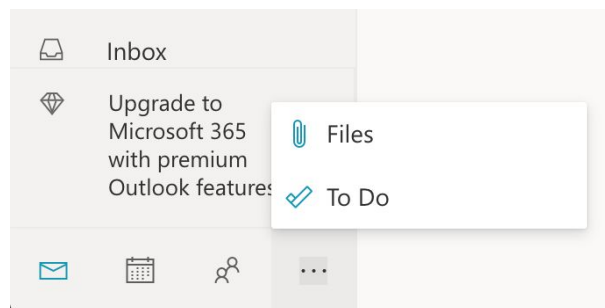 Inbox
Upgrade to
Microsoft 365
with premium
Outlook features
Files
To Do